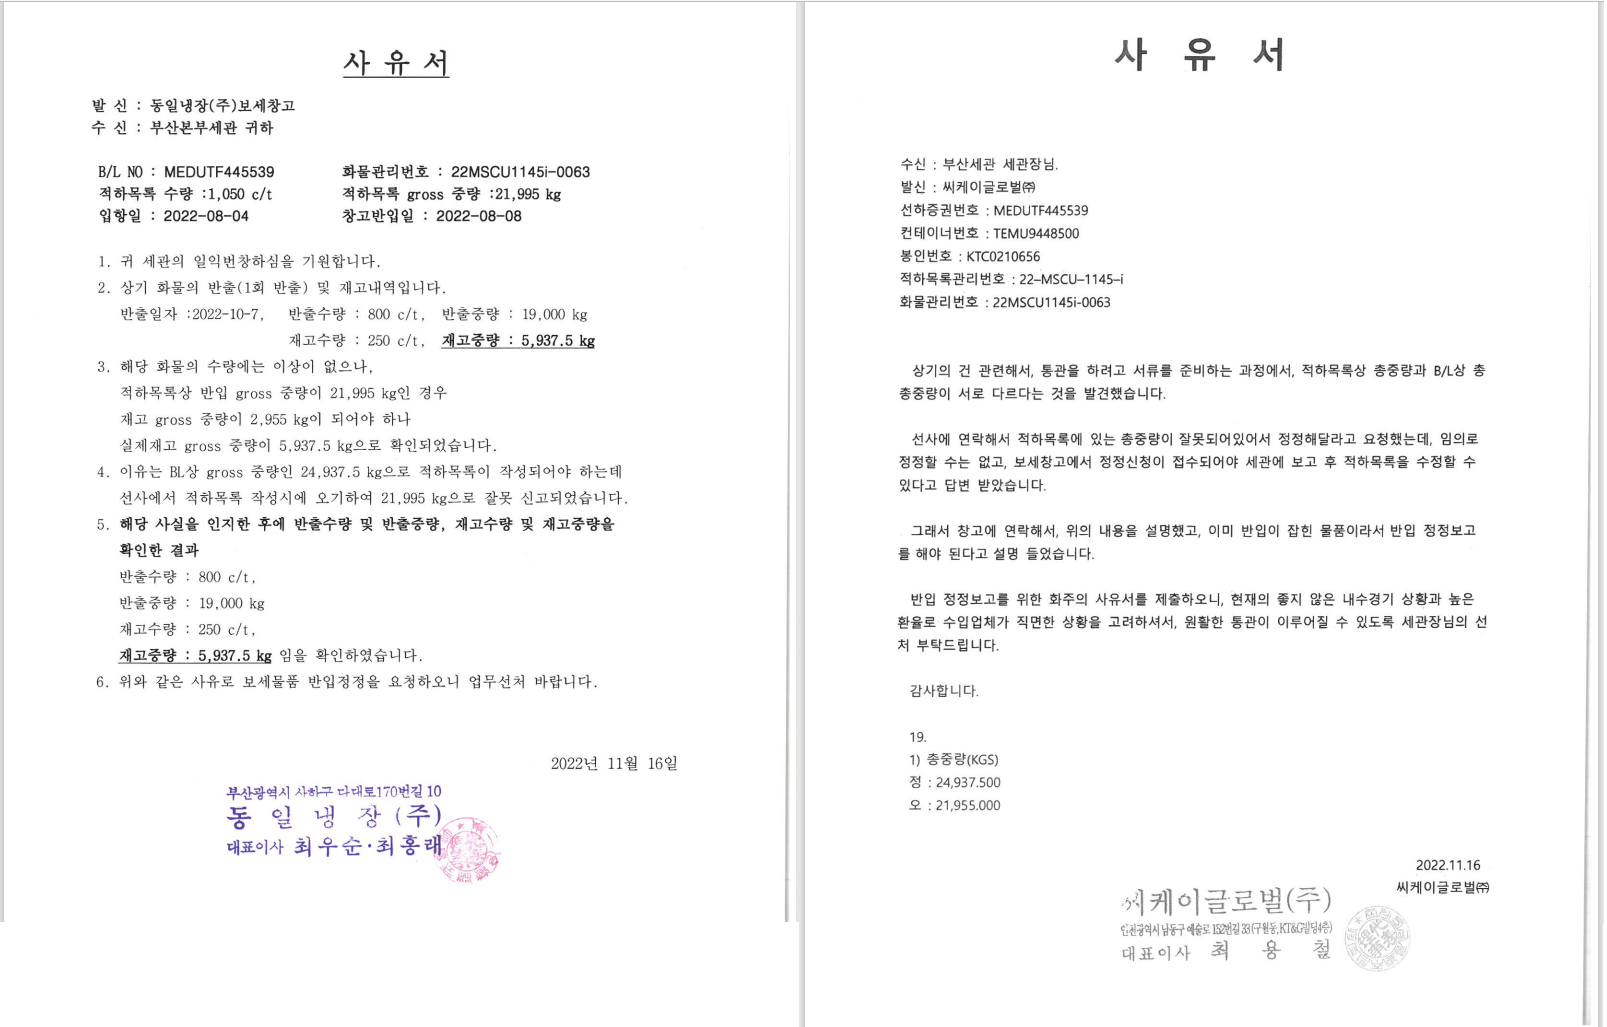 사 유 서
발 신 : 동일냉장(주)보세창고
수 신 : 부산본부세관 귀하
B/L NO : MEDUTF445539 화물관리번호 : 22MSCU1145i-0063
적하목록 수량 :1,050 c/t 적하목록 gross 중량 :21,995 kg
입항일 : 2022-08-04 창고반입일 : 2022-08-08
1. 귀 세관의 일익번창하심을 기원합니다.
2. 상기 화물의 반출(1회 반출) 및 재고내역입니다.
반출일자 :2022-10-7, 반출수량 : 800 c/t, 반출중량 : 19,000 kg
재고수량 : 250 c/t, 재고중량 : 5,937.5 kg
3. 해당 화물의 수량에는 이상이 없으나,
적하목록상 반입 gross 중량이 21,995 kg인 경우
재고 gross 중량이 2,955 kg이 되어야 하나
실제재고 gross 중량이 5,937.5 kg으로 확인되었습니다.
4. 이유는 BL상 gross 중량인 24,937.5 kg으로 적하목록이 작성되어야 하는데
선사에서 적하목록 작성시에 오기하여 21,995 kg으로 잘못 신고되었습니다.
5. 해당 사실을 인지한 후에 반출수량 및 반출중량, 재고수량 및 재고중량을
확인한 결과
반출수량 : 800 c/t,
반출중량 : 19,000 kg
재고수량 : 250 c/t,
재고중량 : 5,937.5 kg 임을 확인하였습니다.
6. 위와 같은 사유로 보세물품 반입정정을 요청하오니 업무선처 바랍니다.
2022년 11월 16일
부산광역시 사하구 다대로170번길 10
동 일 냉 장 (주)
대표이사 최우순·최홍래
사 유 서
수신 : 부산세관 세관장님.
발신 : 씨케이글로벌㈜
선하증권번호 : MEDUTF445539
컨테이너번호 : TEMU9448500
봉인번호 : KTC0210656
적하목록관리번호 : 22–MSCU–1145–i
화물관리번호 : 22MSCU1145i-0063
상기의 건 관련해서, 통관을 하려고 서류를 준비하는 과정에서, 적하목록상 총중량과 B/L상 총
총중량이 서로 다르다는 것을 발견했습니다.
선사에 연락해서 적하목록에 있는 총중량이 잘못되어있어서 정정해달라고 요청했는데, 임의로
정정할 수는 없고, 보세창고에서 정정신청이 접수되어야 세관에 보고 후 적하목록을 수정할 수
있다고 답변 받았습니다.
그래서 창고에 연락해서, 위의 내용을 설명했고, 이미 반입이 잡힌 물품이라서 반입 정정보고
를 해야 된다고 설명 들었습니다.
반입 정정보고를 위한 화주의 사유서를 제출하오니, 현재의 좋지 않은 내수경기 상황과 높은
환율로 수입업체가 직면한 상황을 고려하셔서, 원활한 통관이 이루어질 수 있도록 세관장님의 선
처 부탁드립니다.
감사합니다.
19.
1) 총중량(KGS)
정 : 24,937.500
오 : 21,955.000
2022.11.16
씨케이글로벌㈜
씨케이글로벌(주)
인천광역시 남동구 예술로 152번길 33 (구월동, KT&G빌딩4층)
대표이사 최 용 철